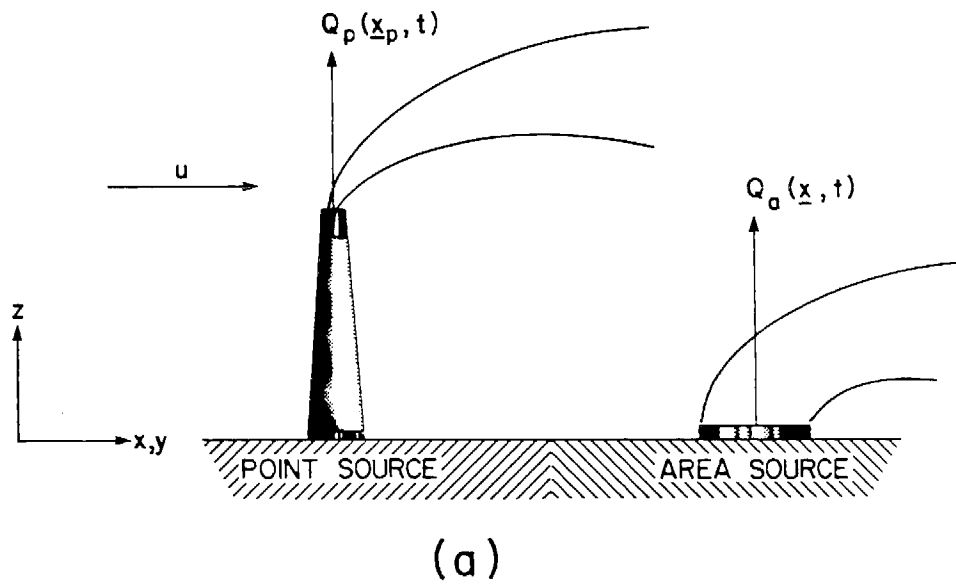 Q_p(x_p, t)
u
Q_a(x, t)
z
x,y
POINT SOURCE
AREA SOURCE
(a)